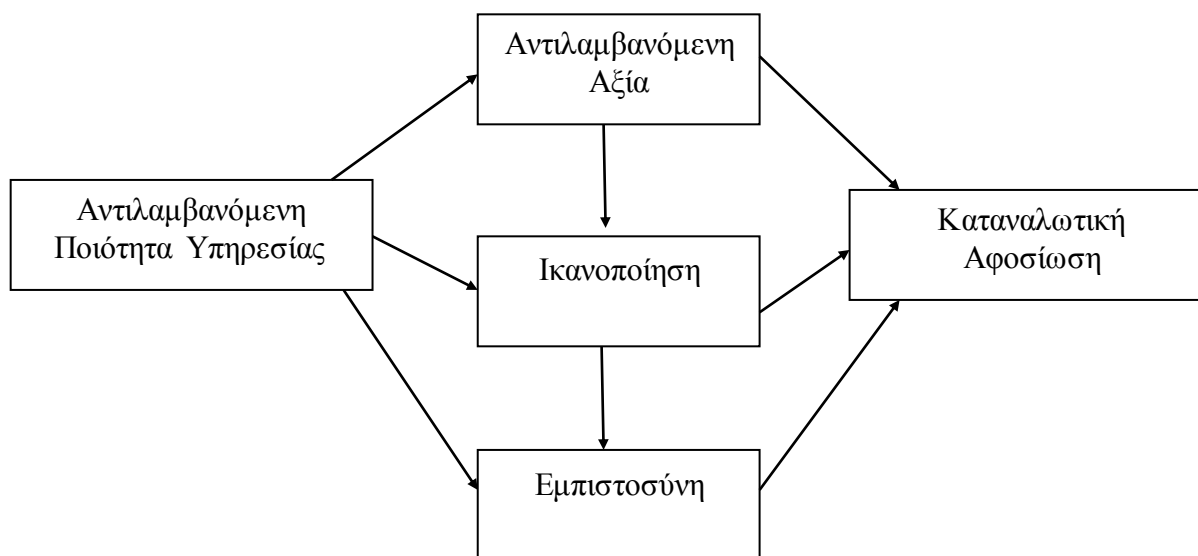 Αντιλαμβανόμενη
Αξία
Αντιλαμβανόμενη
Ποιότητα Υπηρεσίας
Ικανοποίηση
Καταναλωτική
Αφοσίωση
Εμπιστοσύνη